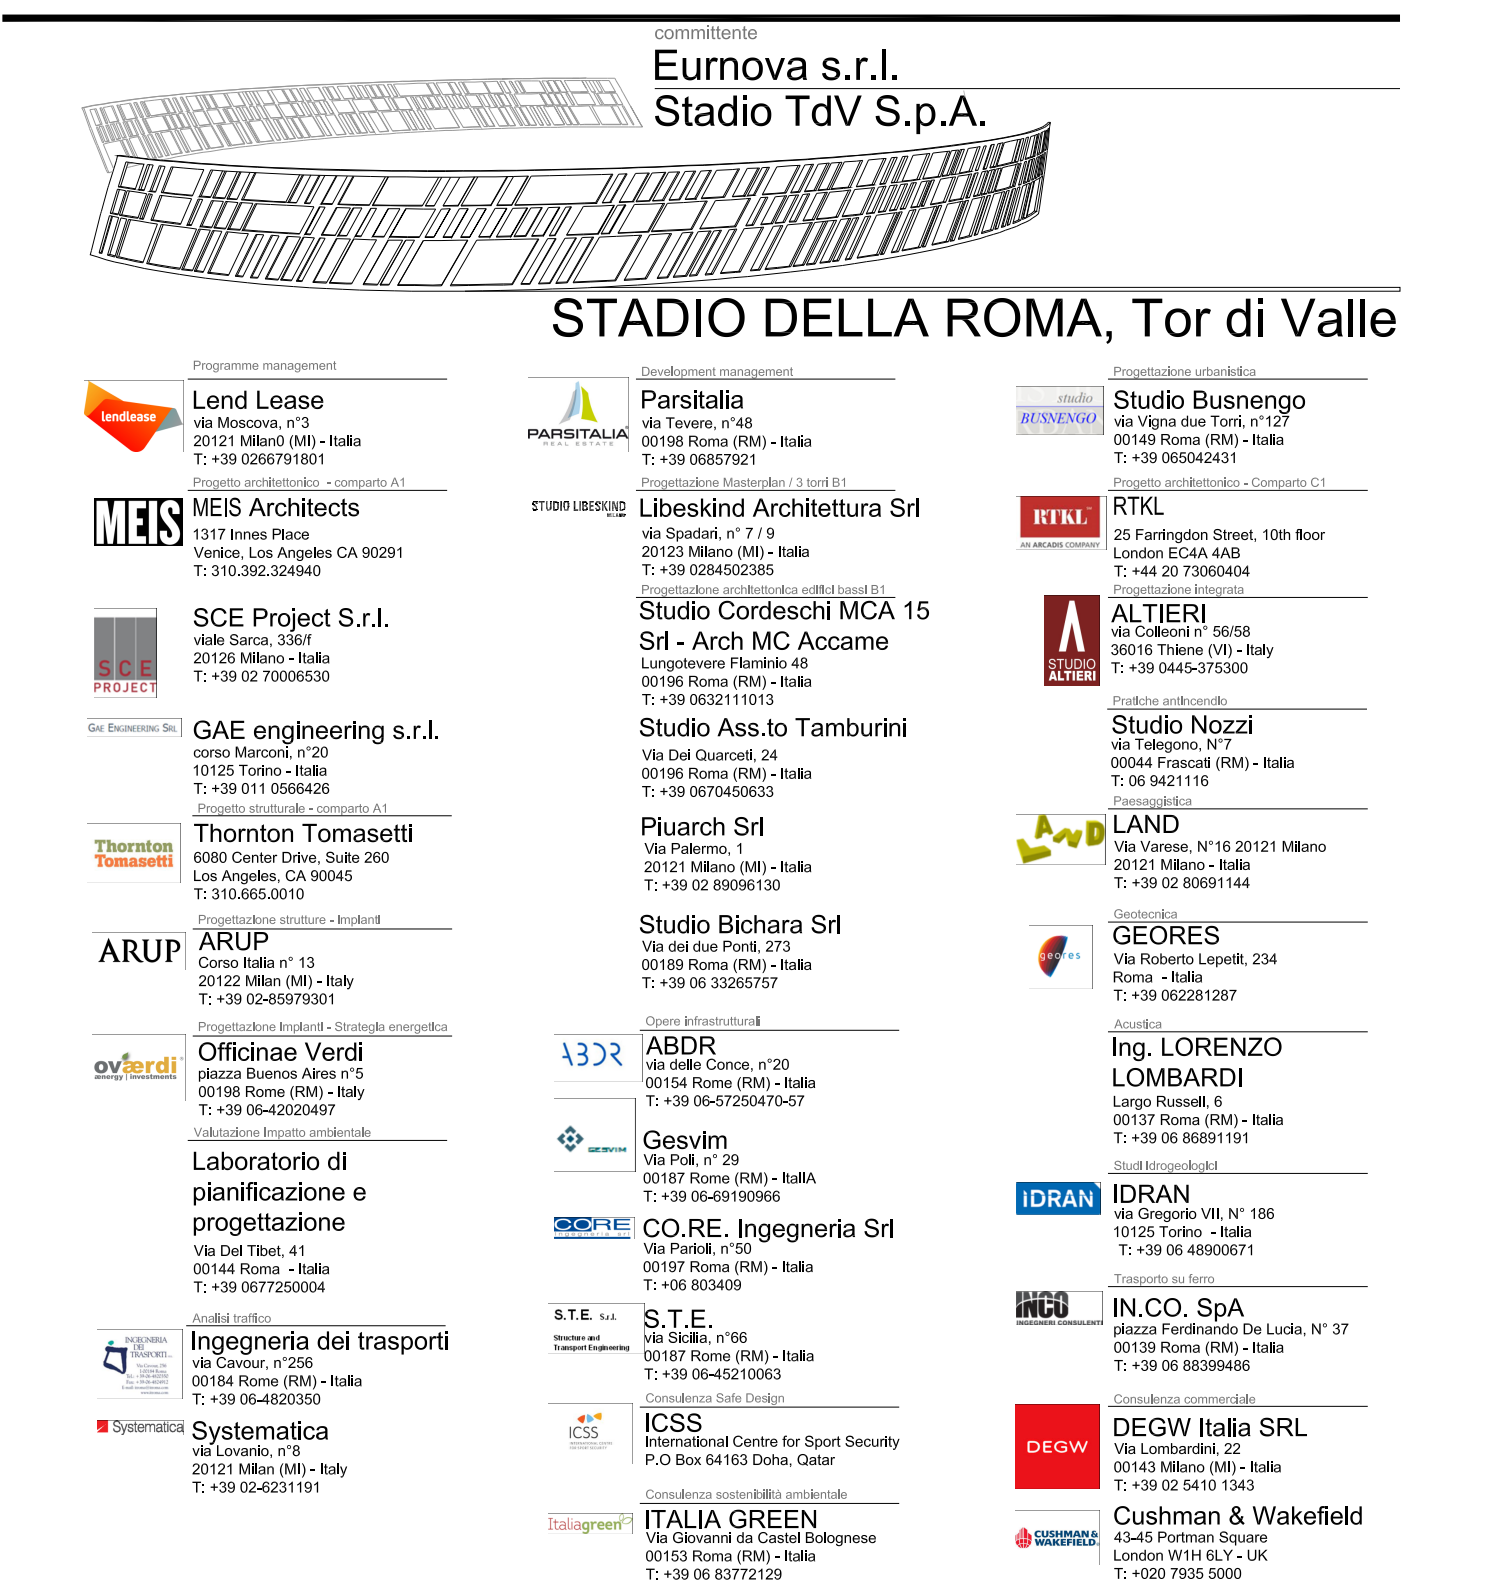 committente
Eurnova s.r.l.
Stadio TdV S.p.A.
STADIO DELLA ROMA, Tor di Valle
Programme management
lendlease
Lend Lease
via Moscova, n°3
20121 Milan0 (MI) - Italia
T: +39 0266791801
Progetto architettonico - comparto A1
MEIS
MEIS Architects
1317 Innes Place
Venice, Los Angeles CA 90291
T: 310.392.324940
SCE
PROJECT
SCE Project S.r.l.
viale Sarca, 336/f
20126 Milano - Italia
T: +39 02 70006530
GAE ENGINEERING SRL
GAE engineering s.r.l.
corso Marconi, n°20
10125 Torino - Italia
T: +39 011 0566426
Progetto strutturale - comparto A1
Thornton
Tomasetti
Thornton Tomasetti
6080 Center Drive, Suite 260
Los Angeles, CA 90045
T: 310.665.0010
Progettazione strutture - Impianti
ARUP
ARUP
Corso Italia n° 13
20122 Milan (MI) - Italy
T: +39 02-85979301
Progettazione Impianti - Strategia energetica
oværdi
ænergy | investments
Officinae Verdi
piazza Buenos Aires n°5
00198 Rome (RM) - Italy
T: +39 06-42020497
Valutazione Impatto ambientale
Laboratorio di
pianificazione e
progettazione
Via Del Tibet, 41
00144 Roma - Italia
T: +39 0677250004
Analisi traffico
INGEGNERIA
DEI
TRASPORTI
Ingegneria dei trasporti
via Cavour, n°256
00184 Rome (RM) - Italia
T: +39 06-4820350
Systematica
Systematica
via Lovanio, n°8
20121 Milan (MI) - Italy
T: +39 02-6231191
Development management
PARSITALIA
REAL ESTATE
Parsitalia
via Tevere, n°48
00198 Roma (RM) - Italia
T: +39 06857921
Progettazione Masterplan / 3 torri B1
STUDIO LIBESKIND
Libeskind Architettura Srl
via Spadari, n° 7 / 9
20123 Milano (MI) - Italia
T: +39 0284502385
Progettazione architettonica edifici bassi B1
Studio Cordeschi MCA 15
Srl - Arch MC Accame
Lungotevere Flaminio 48
00196 Roma (RM) - Italia
T: +39 0632111013
Studio Ass.to Tamburini
Via Dei Quarceti, 24
00196 Roma (RM) - Italia
T: +39 0670450633
Piuarch Srl
Via Palermo, 1
20121 Milano (MI) - Italia
T: +39 02 89096130
Studio Bichara Srl
Via dei due Ponti, 273
00189 Roma (RM) - Italia
T: +39 06 33265757
Opere infrastrutturali
ABDR
ABDR
via delle Conce, n°20
00154 Rome (RM) - Italia
T: +39 06-57250470-57
GESVIM
Gesvim
Via Poli, n° 29
00187 Rome (RM) - ItalIA
T: +39 06-69190966
CORE
ingegneria srl
CO.RE. Ingegneria Srl
Via Parioli, n°50
00197 Roma (RM) - Italia
T: +06 803409
S.T.E. S.r.l.
Structure and
Transport Engineering
S.T.E.
via Sicilia, n°66
00187 Rome (RM) - Italia
T: +39 06-45210063
Consulenza Safe Design
ICSS
INTERNATIONAL CENTRE
FOR SPORT SECURITY
ICSS
International Centre for Sport Security
P.O Box 64163 Doha, Qatar
Consulenza sostenibilità ambientale
Italiagreen
ITALIA GREEN
Via Giovanni da Castel Bolognese
00153 Roma (RM) - Italia
T: +39 06 83772129
Progettazione urbanistica
studio
BUSNENGO
Studio Busnengo
via Vigna due Torri, n°127
00149 Roma (RM) - Italia
T: +39 065042431
Progetto architettonico - Comparto C1
RTKL
AN ARCADIS COMPANY
RTKL
25 Farringdon Street, 10th floor
London EC4A 4AB
T: +44 20 73060404
Progettazione integrata
STUDIO
ALTIERI
ALTIERI
via Colleoni n° 56/58
36016 Thiene (VI) - Italy
T: +39 0445-375300
Pratiche antincendio
Studio Nozzi
via Telegono, N°7
00044 Frascati (RM) - Italia
T: 06 9421116
Paesaggistica
LAND
LAND
Via Varese, N°16 20121 Milano
20121 Milano - Italia
T: +39 02 80691144
Geotecnica
geores
GEORES
Via Roberto Lepetit, 234
Roma - Italia
T: +39 062281287
Acustica
Ing. LORENZO
LOMBARDI
Largo Russell, 6
00137 Roma (RM) - Italia
T: +39 06 86891191
Studi Idrogeologici
IDRAN
IDRAN
via Gregorio VII, N° 186
10125 Torino - Italia
T: +39 06 48900671
Trasporto su ferro
INCO
INGEGNERI CONSULENTI
IN.CO. SpA
piazza Ferdinando De Lucia, N° 37
00139 Roma (RM) - Italia
T: +39 06 88399486
Consulenza commerciale
DEGW
DEGW Italia SRL
Via Lombardini, 22
00143 Milano (MI) - Italia
T: +39 02 5410 1343
CUSHMAN &
WAKEFIELD.
Cushman & Wakefield
43-45 Portman Square
London W1H 6LY - UK
T: +020 7935 5000